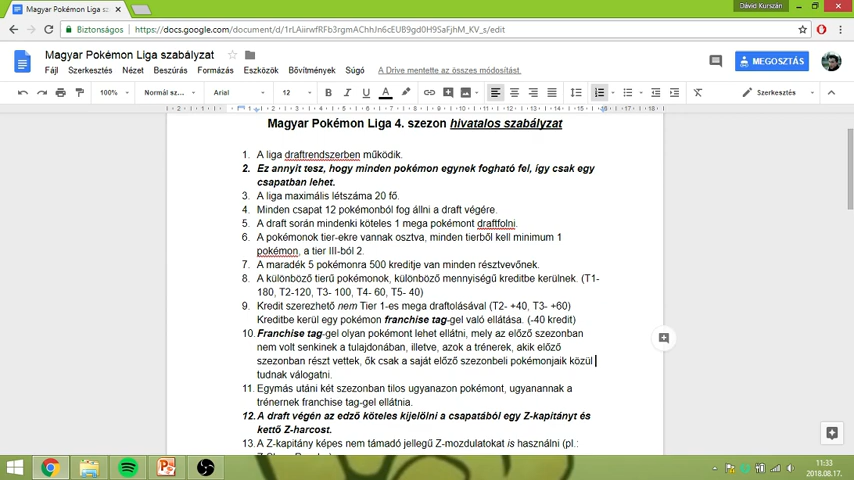 Dávid Kurszán
Magyar Pokémon Liga szab
Biztonságos
https://docs.google.com/document/d/1rLAiirwfRFb3rgmAChhJn6cEUB9gd0H9SaFjhM_KV_s/edit
Magyar Pokémon Liga szabályzat
Fájl Szerkesztés Nézet Beszúrás Formázás Eszközök Bővítmények Súgó A Drive mentette az összes módosítást.
MEGOSZTÁS
100% Normál sz... Arial 12 B I U A Szerkesztés
Magyar Pokémon Liga 4. szezon hivatalos szabályzat
1. A liga draftrendszerben működik.
2. Ez annyit tesz, hogy minden pokémon egynek fogható fel, így csak egy
csapatban lehet.
3. A liga maximális létszáma 20 fő.
4. Minden csapat 12 pokémonból fog állni a draft végére.
5. A draft során mindenki köteles 1 mega pokémont draftfolni.
6. A pokémonok tier-ekre vannak osztva, minden tierből kell minimum 1
pokémon, a tier III-ból 2.
7. A maradék 5 pokémonra 500 kreditje van minden résztvevőnek.
8. A különböző tierű pokémonok, különböző mennyiségű kreditbe kerülnek. (T1-
180, T2-120, T3- 100, T4- 60, T5- 40)
9. Kredit szerezhető nem Tier 1-es mega draftolásával (T2- +40, T3- +60)
Kreditbe kerül egy pokémon franchise tag-gel való ellátása. (-40 kredit)
10. Franchise tag-gel olyan pokémont lehet ellátni, mely az előző szezonban
nem volt senkinek a tulajdonában, illetve, azok a trénerek, akik előző
szezonban részt vettek, ők csak a saját előző szezonbeli pokémonjaik közül
tudnak válogatni.
11. Egymás utáni két szezonban tilos ugyanazon pokémont, ugyanannak a
trénernek franchise tag-gel ellátnia.
12. A draft végén az edző köteles kijelölni a csapatából egy Z-kapitányt és
kettő Z-harcost.
13. A Z-kapitány képes nem támadó jellegű Z-mozdulatokat is használni (pl.:
11:33
2018.08.17.